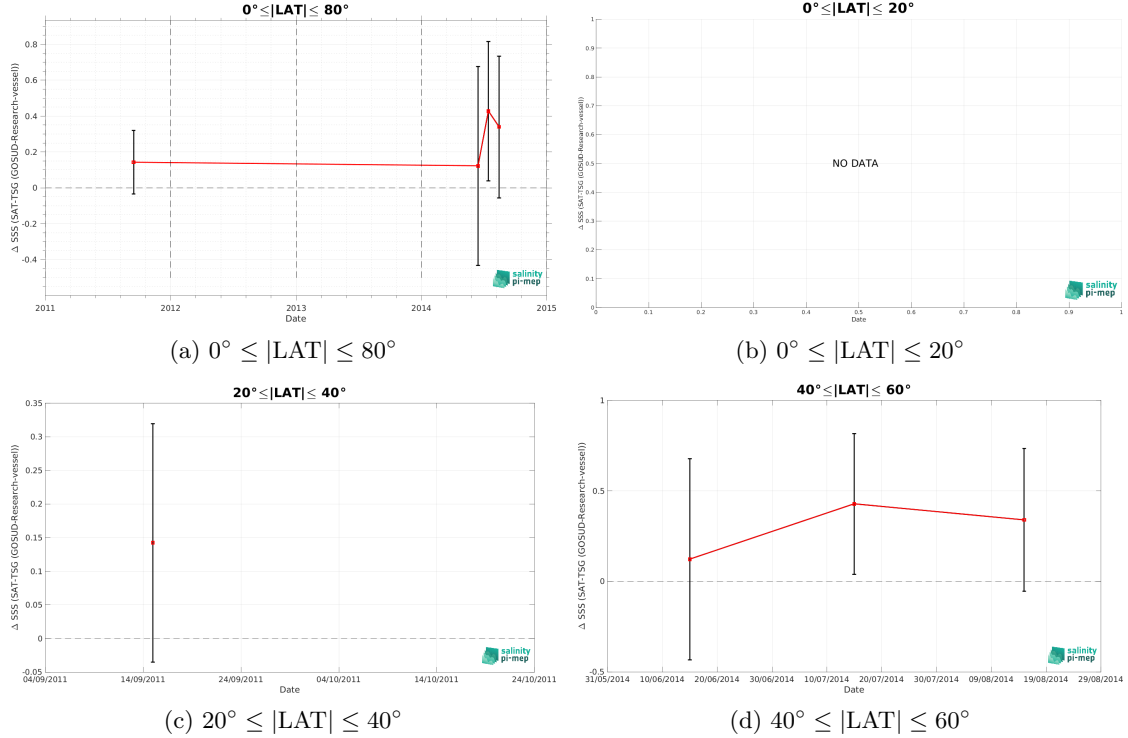 0°≤|LAT|≤ 80°
Δ SSS (SAT-TSG (GOSUD-Research-vessel))
0.8
0.6
0.4
0.2
0
-0.2
-0.4
2011 2012 2013 2014 2015
Date
salinity
pi-mep
(a) 0° ≤ |LAT| ≤ 80°
0°≤|LAT|≤ 20°
Δ SSS (SAT-TSG (GOSUD-Research-vessel))
1
0.9
0.8
0.7
0.6
0.5
0.4
0.3
0.2
0.1
0
NO DATA
0 0.1 0.2 0.3 0.4 0.5 0.6 0.7 0.8 0.9 1
Date
salinity
pi-mep
(b) 0° ≤ |LAT| ≤ 20°
20°≤|LAT|≤ 40°
Δ SSS (SAT-TSG (GOSUD-Research-vessel))
0.35
0.3
0.25
0.2
0.15
0.1
0.05
0
-0.05
04/09/2011 14/09/2011 24/09/2011 04/10/2011 14/10/2011 24/10/2011
Date
salinity
pi-mep
(c) 20° ≤ |LAT| ≤ 40°
40°≤|LAT|≤ 60°
Δ SSS (SAT-TSG (GOSUD-Research-vessel))
1
0.5
0
-0.5
31/05/2014 10/06/2014 20/06/2014 30/06/2014 10/07/2014 20/07/2014 30/07/2014 09/08/2014 19/08/2014 29/08/2014
Date
salinity
pi-mep
(d) 40° ≤ |LAT| ≤ 60°